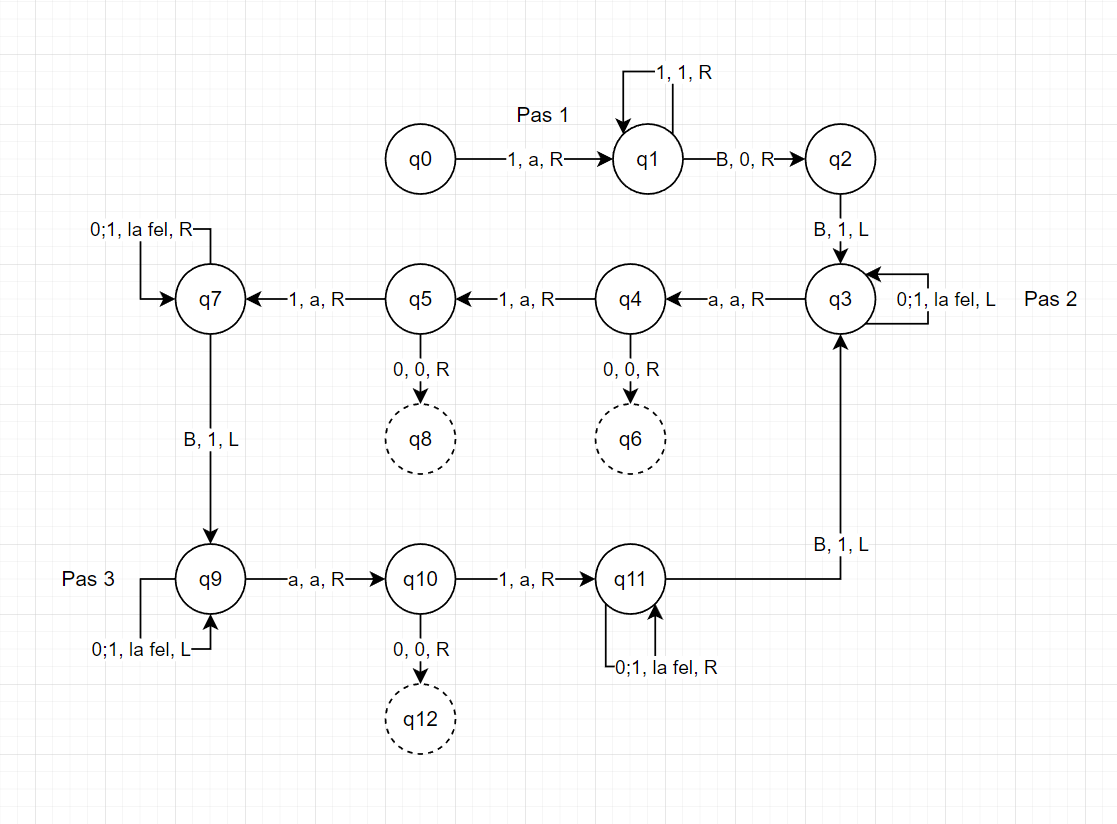 1, 1, R
Pas 1
q0
1, a, R
q1
B, 0, R
q2
0;1, la fel, R
B, 1, L
q7
1, a, R
q5
1, a, R
q4
a, a, R
q3
0;1, la fel, L
Pas 2
0, 0, R
0, 0, R
B, 1, L
q8
q6
B, 1, L
Pas 3
q9
a, a, R
q10
1, a, R
q11
0;1, la fel, L
0, 0, R
0;1, la fel, R
q12